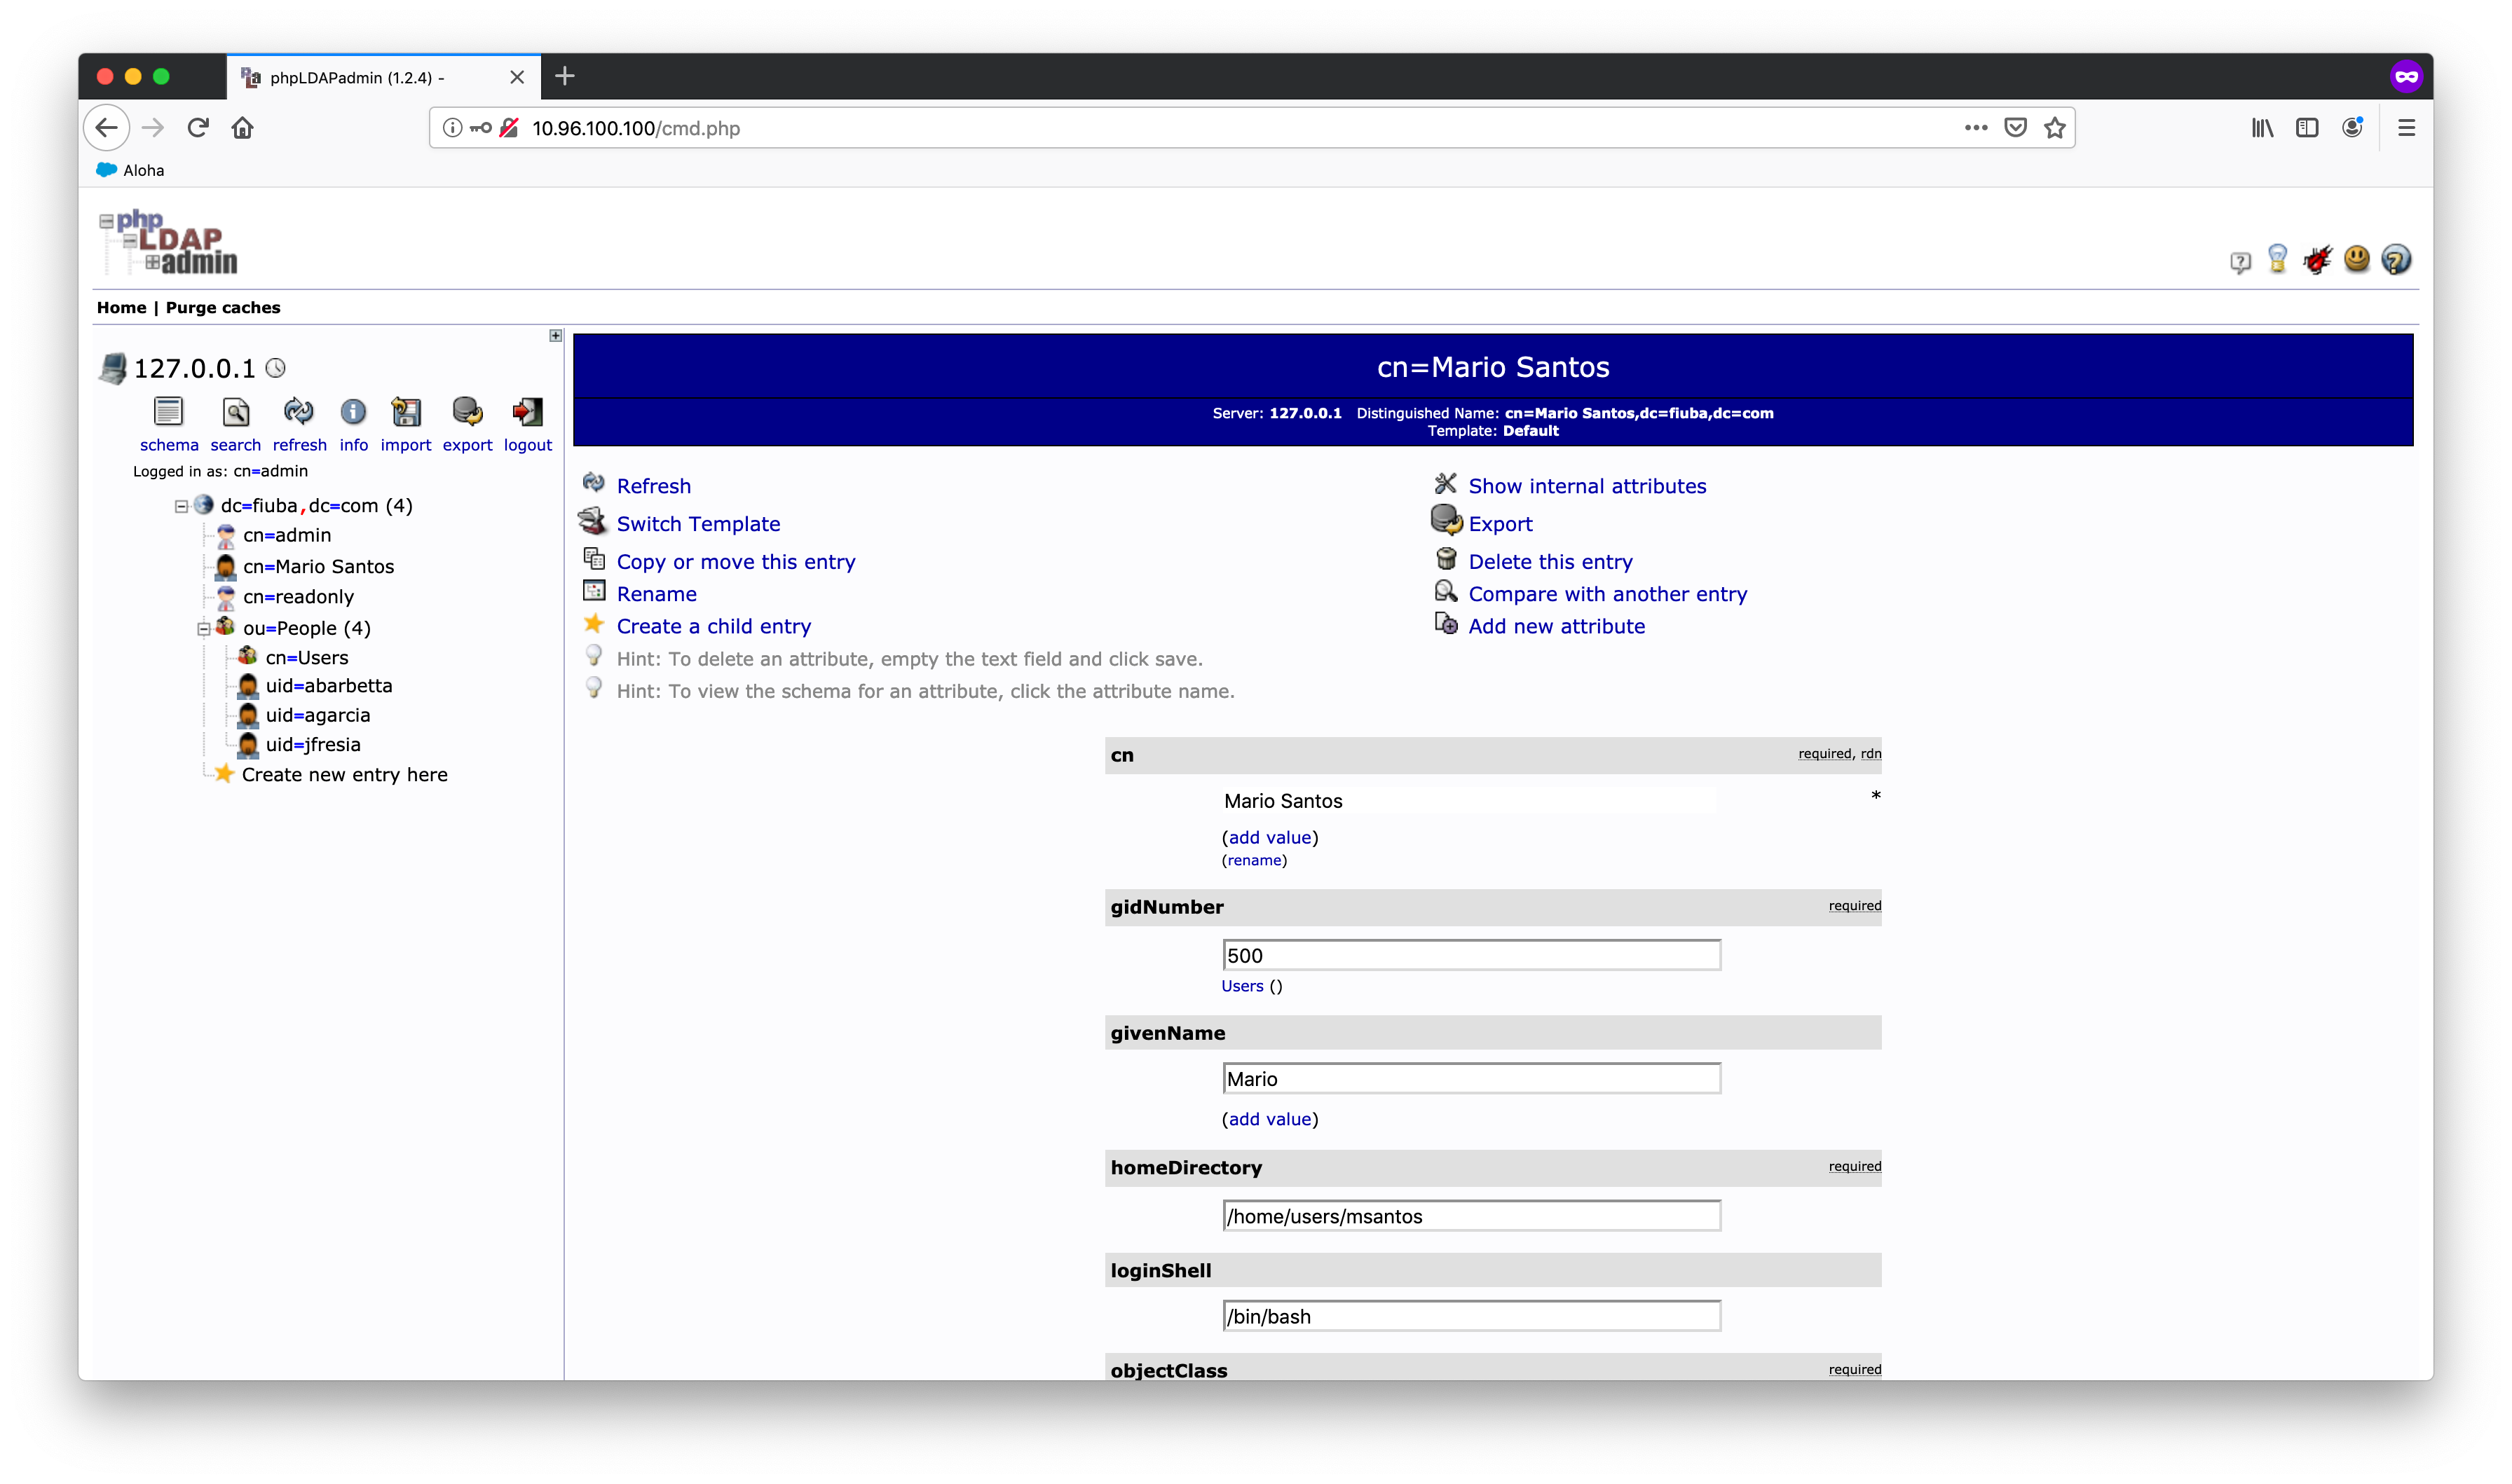 phpLDAPadmin (1.2.4) -
10.96.100.100/cmd.php
Aloha
php
LDAP
admin
Home | Purge caches
127.0.0.1
schema search refresh info import export logout
Logged in as: cn=admin
dc=fiuba,dc=com (4)
cn=admin
cn=Mario Santos
cn=readonly
ou=People (4)
cn=Users
uid=abarbetta
uid=agarcia
uid=jfresia
Create new entry here
cn=Mario Santos
Server: 127.0.0.1 Distinguished Name: cn=Mario Santos,dc=fiuba,dc=com
Template: Default
Refresh
Show internal attributes
Switch Template
Export
Copy or move this entry
Delete this entry
Rename
Compare with another entry
Create a child entry
Add new attribute
Hint: To delete an attribute, empty the text field and click save.
Hint: To view the schema for an attribute, click the attribute name.
cn required, rdn
Mario Santos *
(add value)
(rename)
gidNumber required
500
Users ()
givenName
Mario
(add value)
homeDirectory required
/home/users/msantos
loginShell
/bin/bash
objectClass required